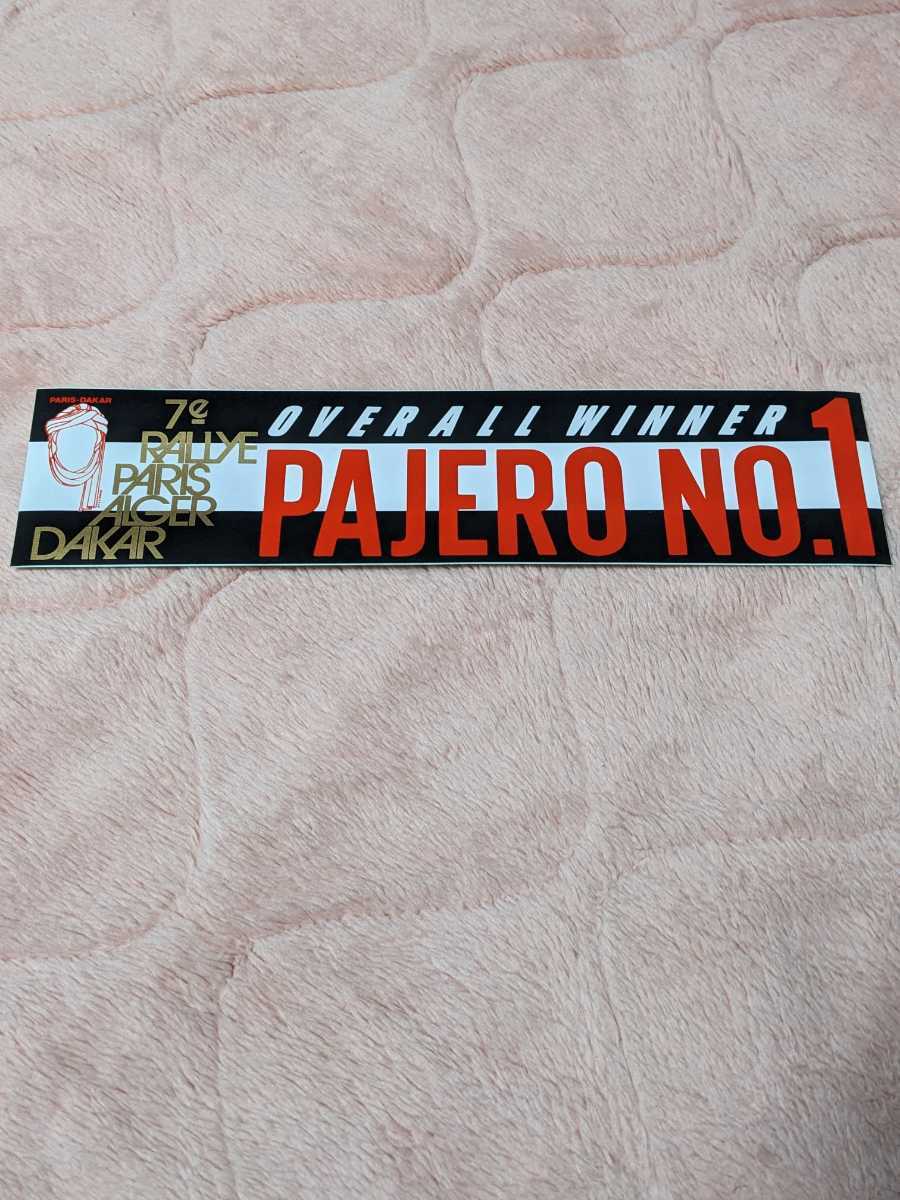 PARIS-DAKAR
7e
RALLYE
PARIS
ALGER
DAKAR
OVERALL WINNER
PAJERO NO.1